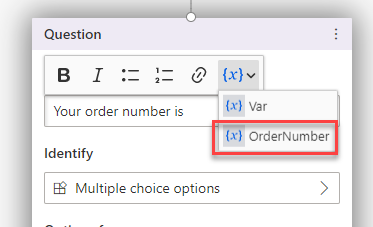 Question
B I {x}
Your order number is
{x} Var
{x} OrderNumber
Identify
Multiple choice options